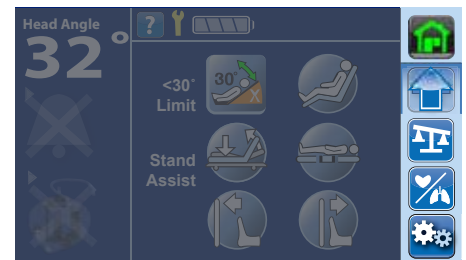 Head Angle
32°
?
<30°
Limit
30°
X
Stand
Assist